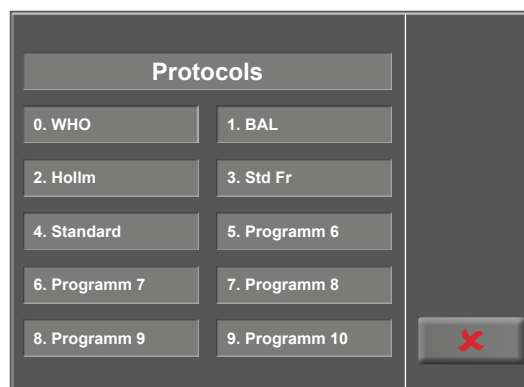 Protocols
0. WHO
1. BAL
2. Hollm
3. Std Fr
4. Standard
5. Programm 6
6. Programm 7
7. Programm 8
8. Programm 9
9. Programm 10